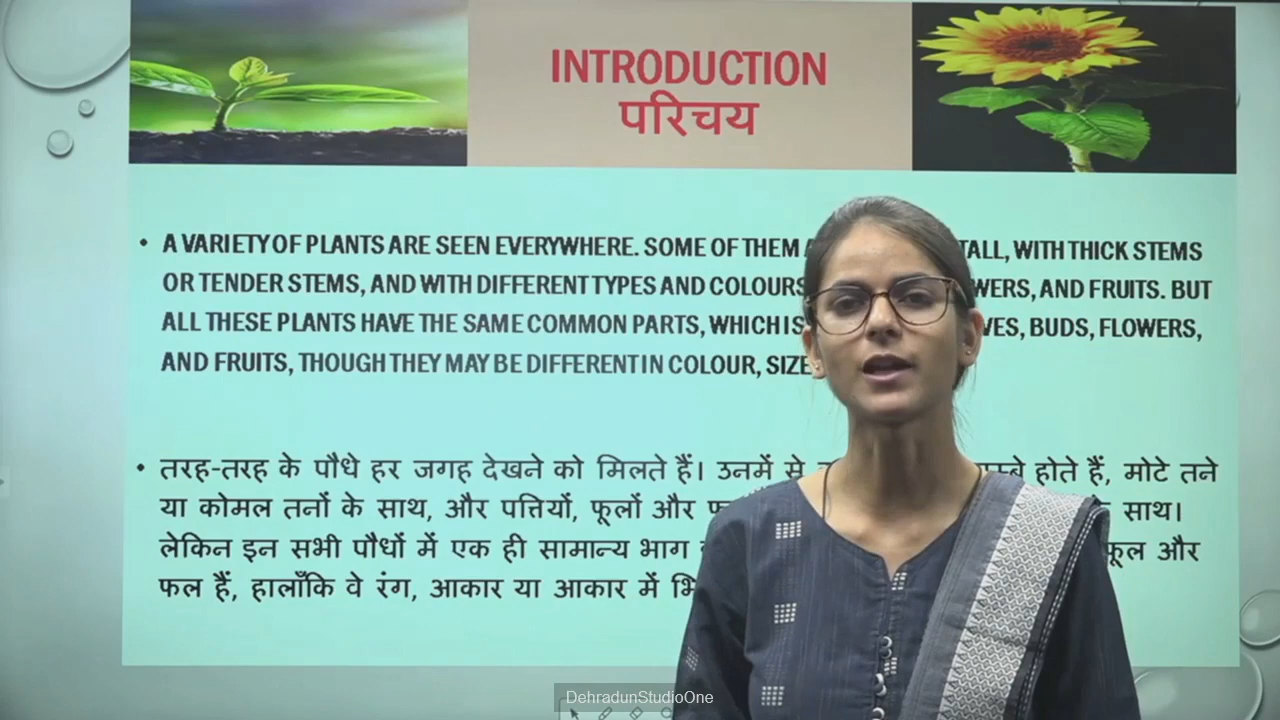 INTRODUCTION
परिचय
• A VARIETY OF PLANTS ARE SEEN EVERYWHERE. SOME OF THEM TALL, WITH THICK STEMS
OR TENDER STEMS, AND WITH DIFFERENT TYPES AND COLOURS AND FRUITS. BUT
ALL THESE PLANTS HAVE THE SAME COMMON PARTS, WHICH IS BUDS, FLOWERS,
AND FRUITS, THOUGH THEY MAY BE DIFFERENT IN COLOUR, SIZE
• तरह-तरह के पौधे हर जगह देखने को मिलते हैं। उनमें से होते हैं, मोटे तने
या कोमल तनों के साथ, और पत्तियों, फूलों और साथ।
लेकिन इन सभी पौधों में एक ही सामान्य भाग फूल और
फल हैं, हालाँकि वे रंग, आकार या आकार में
DehradunStudioOne